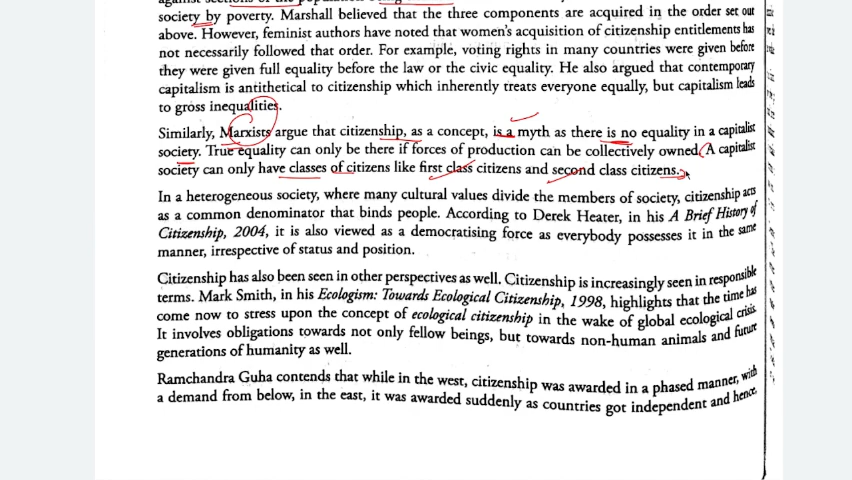 against sections of the population being
society by poverty. Marshall believed that the three components are acquired in the order set out
above. However, feminist authors have noted that women's acquisition of citizenship entitlements has
not necessarily followed that order. For example, voting rights in many countries were given before
they were given full equality before the law or the civic equality. He also argued that contemporary
capitalism is antithetical to citizenship which inherently treats everyone equally, but capitalism leads
to gross inequalities.
Similarly, Marxists argue that citizenship, as a concept, is a myth as there is no equality in a capitalist
society. True equality can only be there if forces of production can be collectively owned. A capitalist
society can only have classes of citizens like first class citizens and second class citizens.
In a heterogeneous society, where many cultural values divide the members of society, citizenship acts
as a common denominator that binds people. According to Derek Heater, in his A Brief History of
Citizenship, 2004, it is also viewed as a democratising force as everybody possesses it in the same
manner, irrespective of status and position.
Citizenship has also been seen in other perspectives as well. Citizenship is increasingly seen in responsible
terms. Mark Smith, in his Ecologism: Towards Ecological Citizenship, 1998, highlights that the time has
come now to stress upon the concept of ecological citizenship in the wake of global ecological crisis.
It involves obligations towards not only fellow beings, but towards non-human animals and future
generations of humanity as well.
Ramchandra Guha contends that while in the west, citizenship was awarded in a phased manner, with
a demand from below, in the east, it was awarded suddenly as countries got independent and hence,